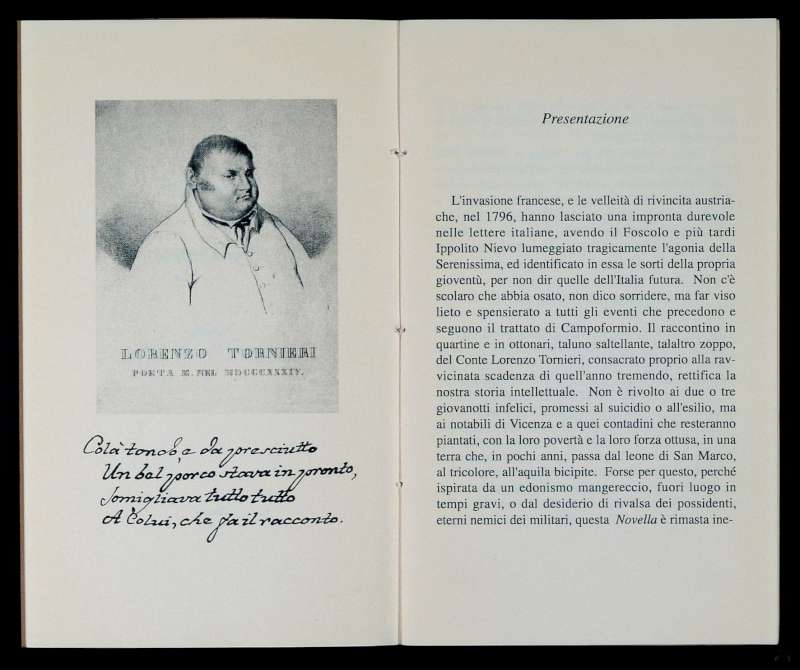 LORENZO TORNIERI
POETA M. NEL MDCCCXXXIV.
Colà tondo, e da presciutto
Un bel porco stava in pronto,
Somigliava tutto tutto
A Colui, che fa il racconto.
Presentazione
L'invasione francese, e le velleità di rivincita austria-
che, nel 1796, hanno lasciato una impronta durevole
nelle lettere italiane, avendo il Foscolo e più tardi
Ippolito Nievo lumeggiato tragicamente l'agonia della
Serenissima, ed identificato in essa le sorti della propria
gioventù, per non dir quelle dell'Italia futura. Non c'è
scolaro che abbia osato, non dico sorridere, ma far viso
lieto e spensierato a tutti gli eventi che precedono e
seguono il trattato di Campoformio. Il raccontino in
quartine e in ottonari, taluno saltellante, talaltro zoppo,
del Conte Lorenzo Tornieri, consacrato proprio alla rav-
vicinata scadenza di quell'anno tremendo, rettifica la
nostra storia intellettuale. Non è rivolto ai due o tre
giovanotti infelici, promessi al suicidio o all'esilio, ma
ai notabili di Vicenza e a quei contadini che resteranno
piantati, con la loro povertà e la loro forza ottusa, in una
terra che, in pochi anni, passa dal leone di San Marco,
al tricolore, all'aquila bicipite. Forse per questo, perché
ispirata da un edonismo mangereccio, fuori luogo in
tempi gravi, o dal desiderio di rivalsa dei possidenti,
eterni nemici dei militari, questa Novella è rimasta ine-